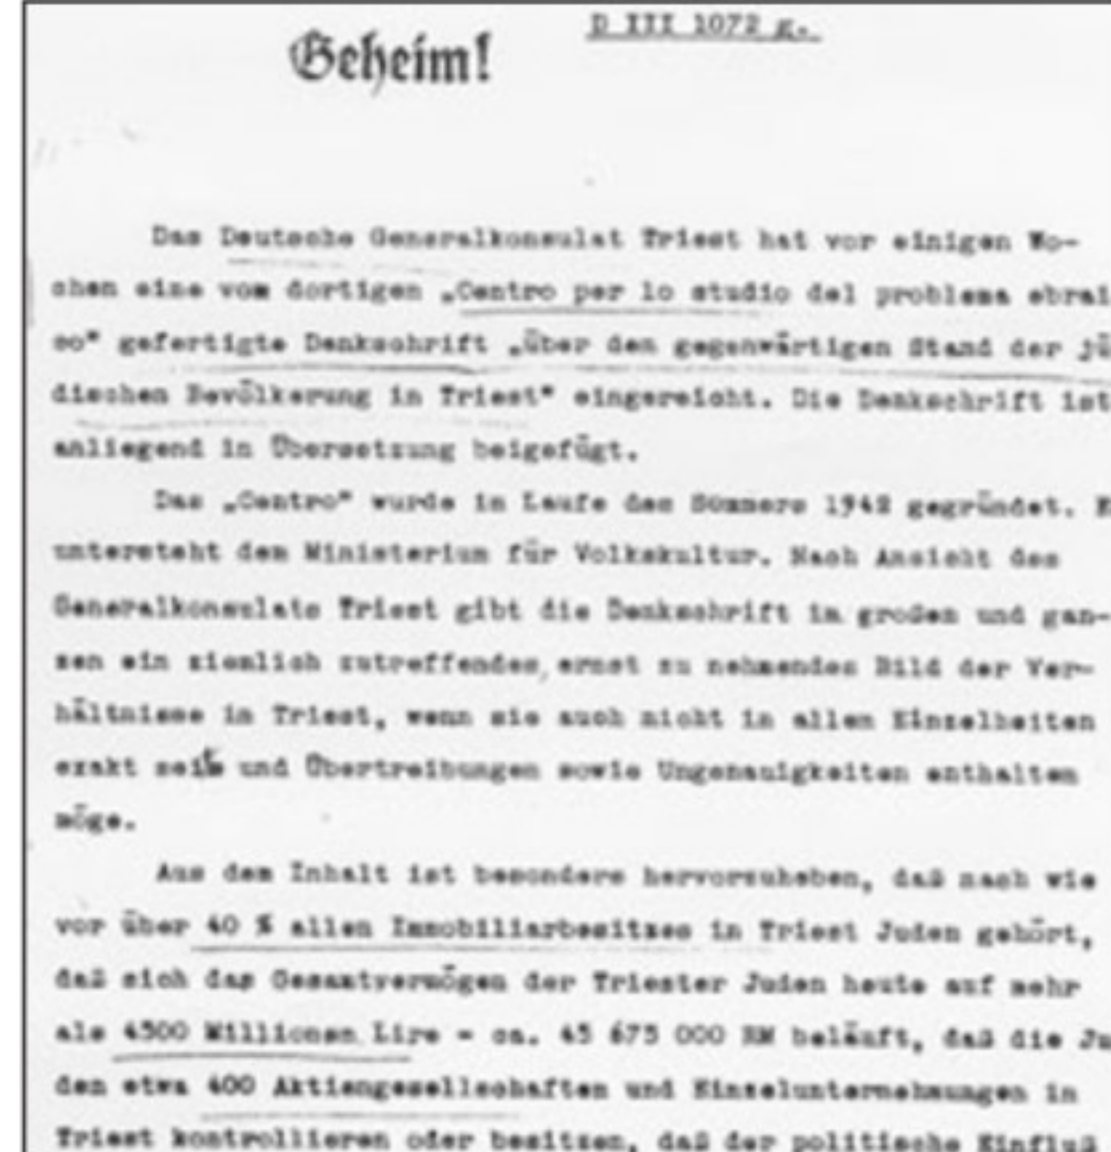 D III 1072 g.
Geheim!
Das Deutsche Generalkonsulat Triest hat vor einigen Wo-
chen eine vom dortigen „Centro per lo studio del problema ebrai
co" gefertigte Denkschrift „über den gegenwärtigen Stand der jü
dischen Bevölkerung in Triest" eingereicht. Die Denkschrift ist
anliegend in Übersetzung beigefügt.
Das „Centro" wurde in Laufe des Sommers 1942 gegründet.
untersteht dem Ministerium für Volkskultur. Nach Ansicht des
Generalkonsulats Triest gibt die Denkschrift im großen und gan-
zen ein ziemlich zutreffendes, ernst zu nehmendes Bild der Ver-
hältnisse in Triest, wenn sie auch nicht in allen Einzelheiten
exakt sein und Übertreibungen sowie Ungenauigkeiten enthalten
möge.
Aus dem Inhalt ist besonders hervorzuheben, daß nach wie
vor über 40 % allen Immobiliarbesitzes in Triest Juden gehört,
daß sich das Gesamtvermögen der Triester Juden heute auf mehr
als 4500 Millionen Lire - ca. 45 675 000 RM beläuft, daß die Ju
den etwa 400 Aktiengesellschaften und Einzelunternehmungen in
Triest kontrollieren oder besitzen, daß der politische Einfluß